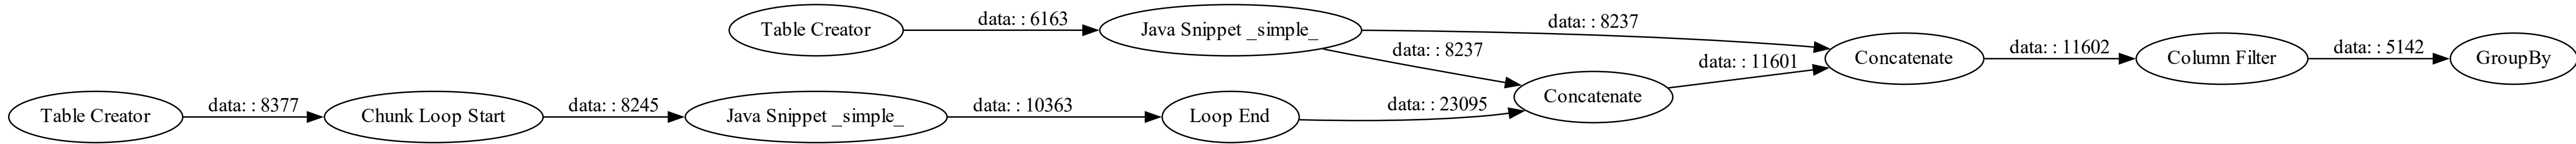 Table Creator
data: : 6163
Java Snippet _simple_
data: : 8237
data: : 8237
Concatenate
data: : 11602
Column Filter
data: : 5142
GroupBy
Table Creator
data: : 8377
Chunk Loop Start
data: : 8245
Java Snippet _simple_
data: : 10363
Loop End
data: : 23095
Concatenate
data: : 11601